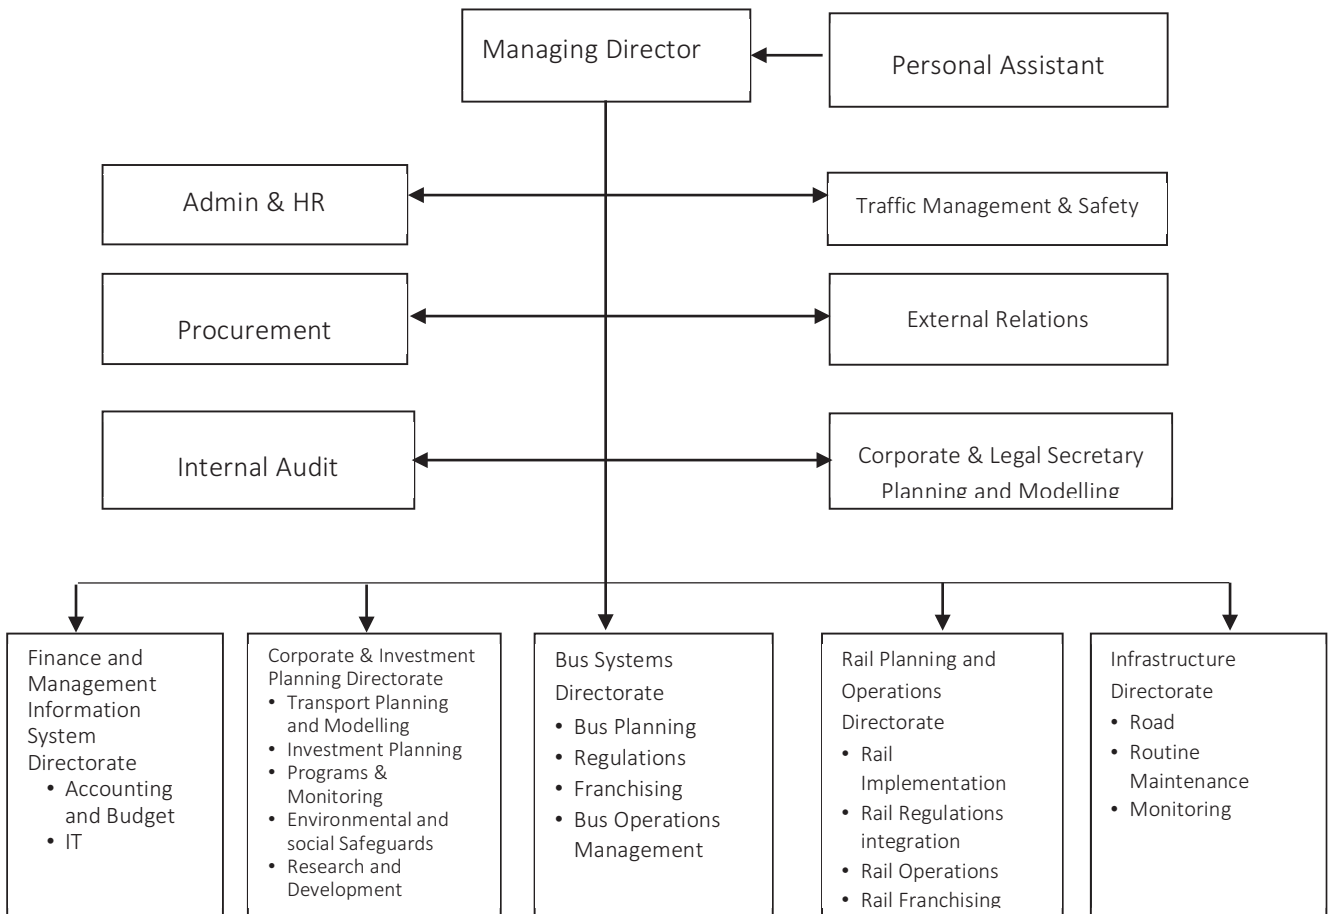 Managing Director
Personal Assistant
Admin & HR
Traffic Management & Safety
Procurement
External Relations
Internal Audit
Corporate & Legal Secretary
Planning and Modelling
Finance and
Management
Information
System
Directorate
• Accounting
and Budget
• IT
Corporate & Investment
Planning Directorate
• Transport Planning
and Modelling
• Investment Planning
• Programs &
Monitoring
• Environmental and
social Safeguards
• Research and
Development
Bus Systems
Directorate
• Bus Planning
• Regulations
• Franchising
• Bus Operations
Management
Rail Planning and
Operations
Directorate
• Rail
Implementation
• Rail Regulations
integration
• Rail Operations
• Rail Franchising
Infrastructure
Directorate
• Road
• Routine
Maintenance
• Monitoring